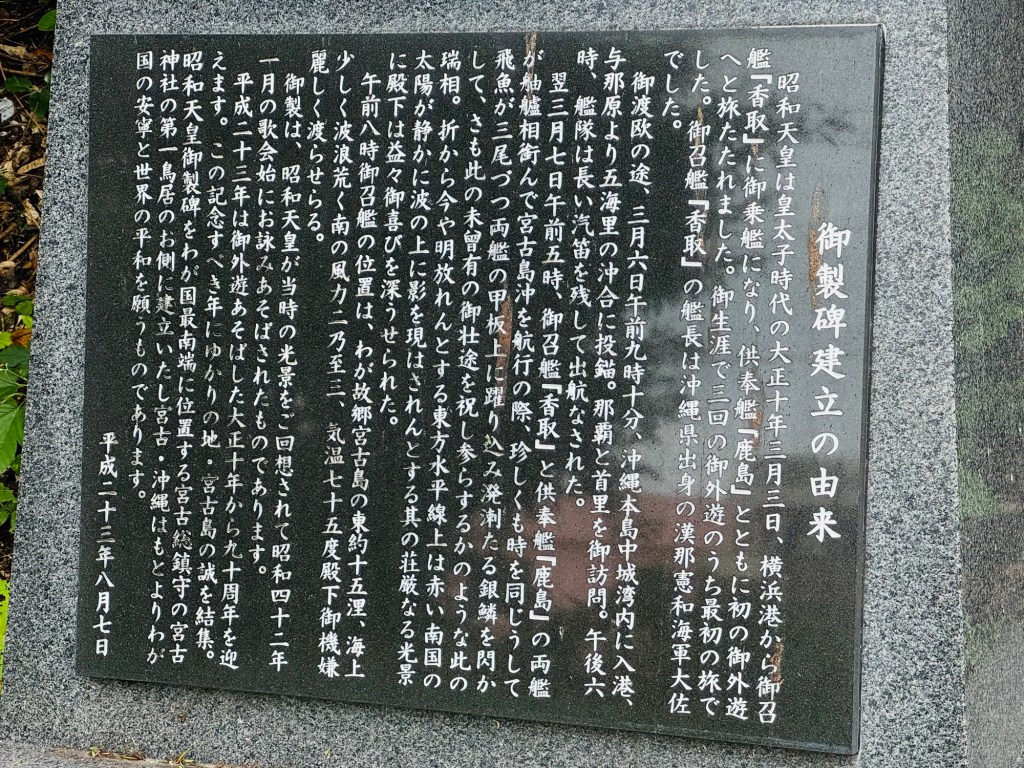 御製碑建立の由来
昭和天皇は皇太子時代の大正十年三月三日、横浜港から御召
艦「香取」に御乗艦になり、供奉艦「鹿島」とともに初の御外遊
へと旅たたれました。御生涯で三回の御外遊のうち最初の旅で
した。御召艦「香取」の艦長は沖縄県出身の漢那憲和海軍大佐
でした。
御渡欧の途、三月六日午前九時十分、沖縄本島中城湾内に入港、
与那原より五海里の沖合に投錨。那覇と首里を御訪問。午後六
時、艦隊は長い汽笛を残して出航なされた。
翌三月七日午前五時、御召艦「香取」と供奉艦「鹿島」の両艦
が舳艫相衝んで宮古島沖を航行の際、珍しくも時を同じうして
飛魚が三尾づつ両艦の甲板上に躍り込み溌溂たる銀鱗を閃か
して、さも此の未曾有の御壮途を祝し参らするかのような此の
瑞相。折から今や明放れんとする東方水平線上は赤い南国の
太陽が静かに波の上に影を現はされんとする其の荘厳なる光景
に殿下は益々御喜びを深うせられた。
午前八時御召艦の位置は、わが故郷宮古島の東約十五浬、海上
少しく波浪荒く南の風力二乃至三、気温七十五度殿下御機嫌
麗しく渡らせらる。
御製は、昭和天皇が当時の光景をご回想されて昭和四十二年
一月の歌会始にお詠みあそばされたものであります。
平成二十三年は御外遊あそばした大正十年から九十周年を迎
えます。この記念すべき年にゆかりの地・宮古島の誠を結集。
昭和天皇御製碑をわが国最南端に位置する宮古総鎮守の宮古
神社の第一鳥居のお側に建立いたし宮古・沖縄はもとよりわが
国の安寧と世界の平和を願うものであります。
平成二十三年八月七日